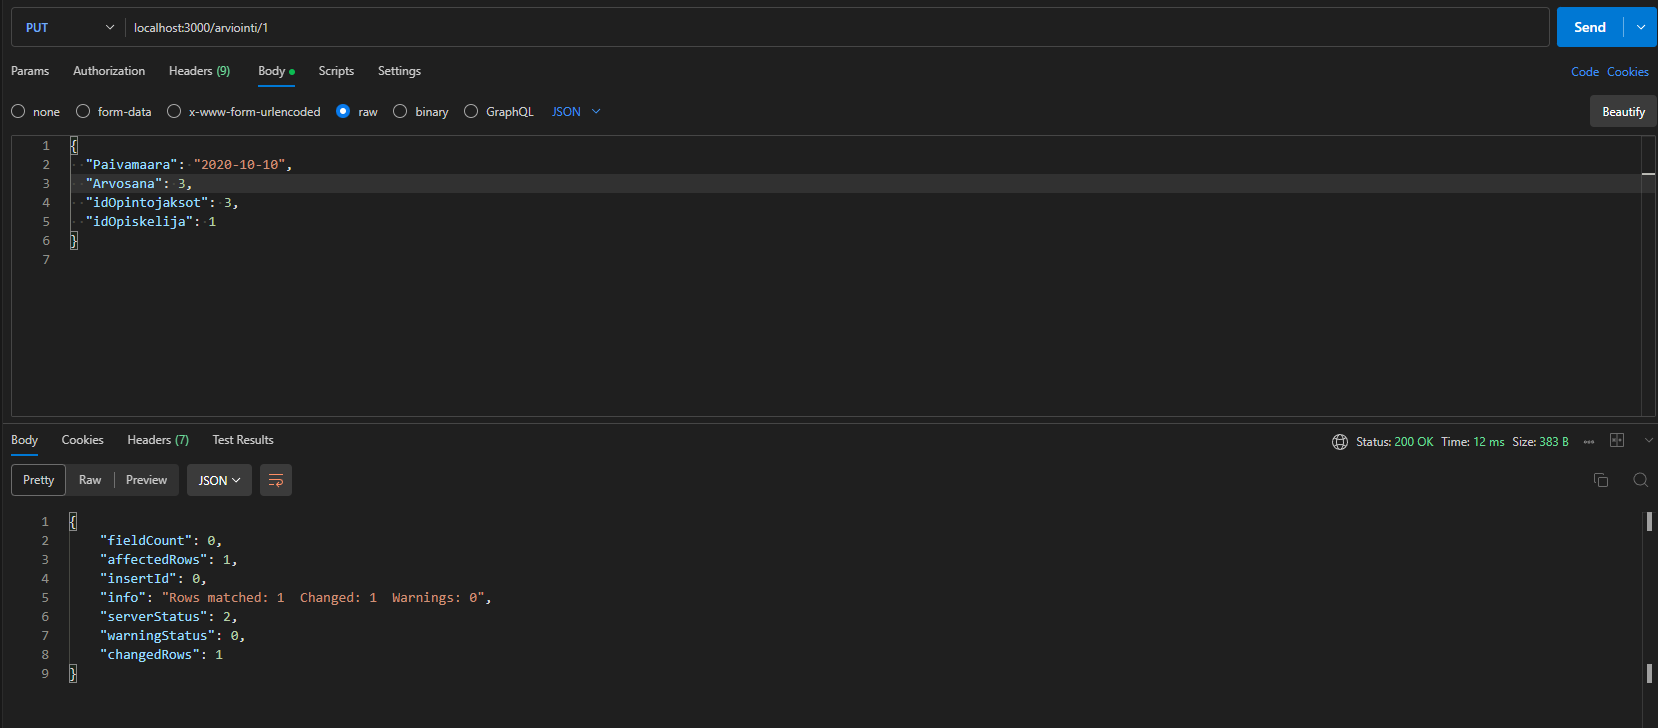 PUT localhost:3000/arviointi/1 Send
Params Authorization Headers (9) Body Scripts Settings Code Cookies
none form-data x-www-form-urlencoded raw binary GraphQL JSON Beautify
1 {
2 "Paivamaara": "2020-10-10",
3 "Arvosana": 3,
4 "idOpintojaksot": 3,
5 "idOpiskelija": 1
6 }
7
Body Cookies Headers (7) Test Results Status: 200 OK Time: 12 ms Size: 383 B
Pretty Raw Preview JSON
1 {
2 "fieldCount": 0,
3 "affectedRows": 1,
4 "insertId": 0,
5 "info": "Rows matched: 1  Changed: 1  Warnings: 0",
6 "serverStatus": 2,
7 "warningStatus": 0,
8 "changedRows": 1
9 }